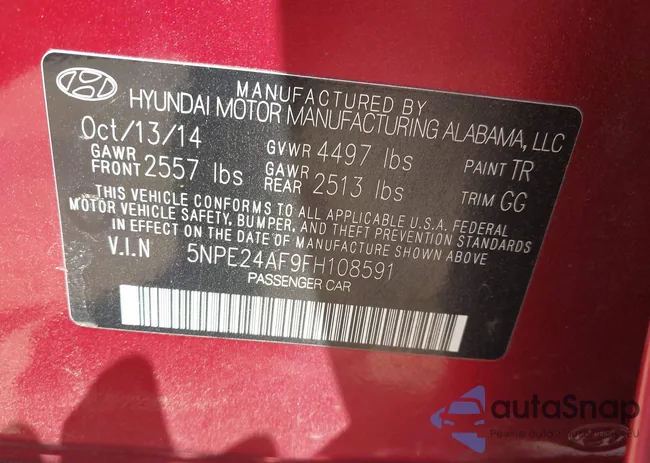 MANUFACTURED BY
HYUNDAI MOTOR MANUFACTURING ALABAMA, LLC
Oct/13/14 GVWR 4497 lbs PAINT TR
GAWR FRONT 2557 lbs GAWR REAR 2513 lbs TRIM GG
THIS VEHICLE CONFORMS TO ALL APPLICABLE U.S.A. FEDERAL
MOTOR VEHICLE SAFETY, BUMPER, AND THEFT PREVENTION STANDARDS
IN EFFECT ON THE DATE OF MANUFACTURE SHOWN ABOVE.
V.I.N 5NPE24AF9FH108591
PASSENGER CAR
autoSnap